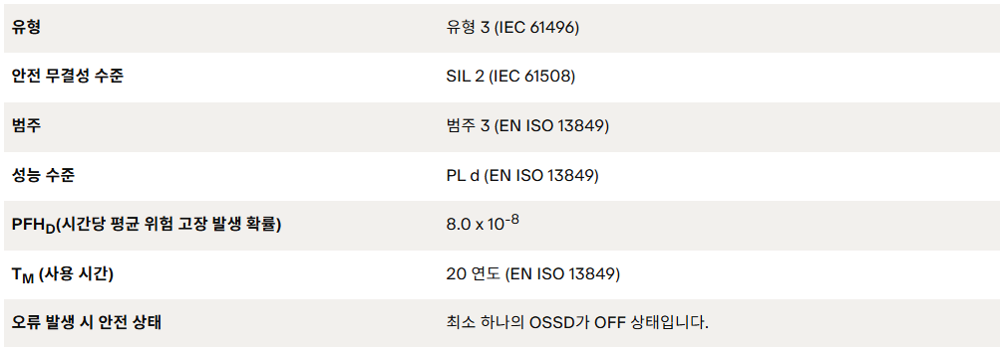 유형 유형 3 (IEC 61496)
안전 무결성 수준 SIL 2 (IEC 61508)
범주 범주 3 (EN ISO 13849)
성능 수준 PL d (EN ISO 13849)
PFHD(시간당 평균 위험 고장 발생 확률) 8.0 x 10-8
TM (사용 시간) 20 연도 (EN ISO 13849)
오류 발생 시 안전 상태 최소 하나의 OSSD가 OFF 상태입니다.